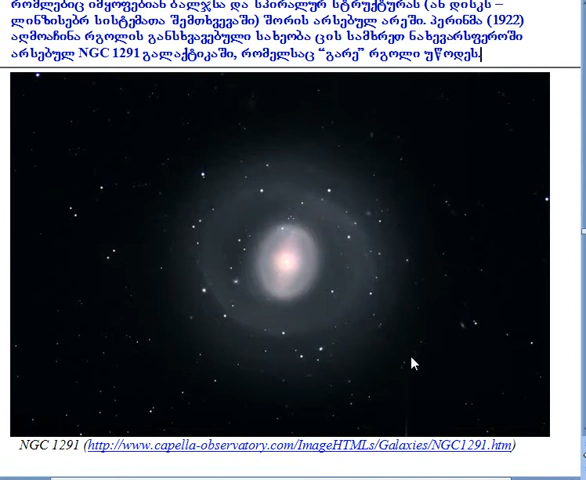 რომლებიც იმყოფებიან ბალჯსა და სპირალურ სტრუქტურას (ან დისკს –
ლინზისებრ სისტემათა შემთხვევაში) შორის არსებულ არეში. პერინმა (1922)
აღმოაჩინა რგოლის განსხვავებული სახეობა ცის სამხრეთ ნახევარსფეროში
არსებულ NGC 1291 გალაქტიკაში, რომელსაც “გარე” რგოლი უწოდეს.
NGC 1291 (http://www.capella-observatory.com/ImageHTMLs/Galaxies/NGC1291.htm)